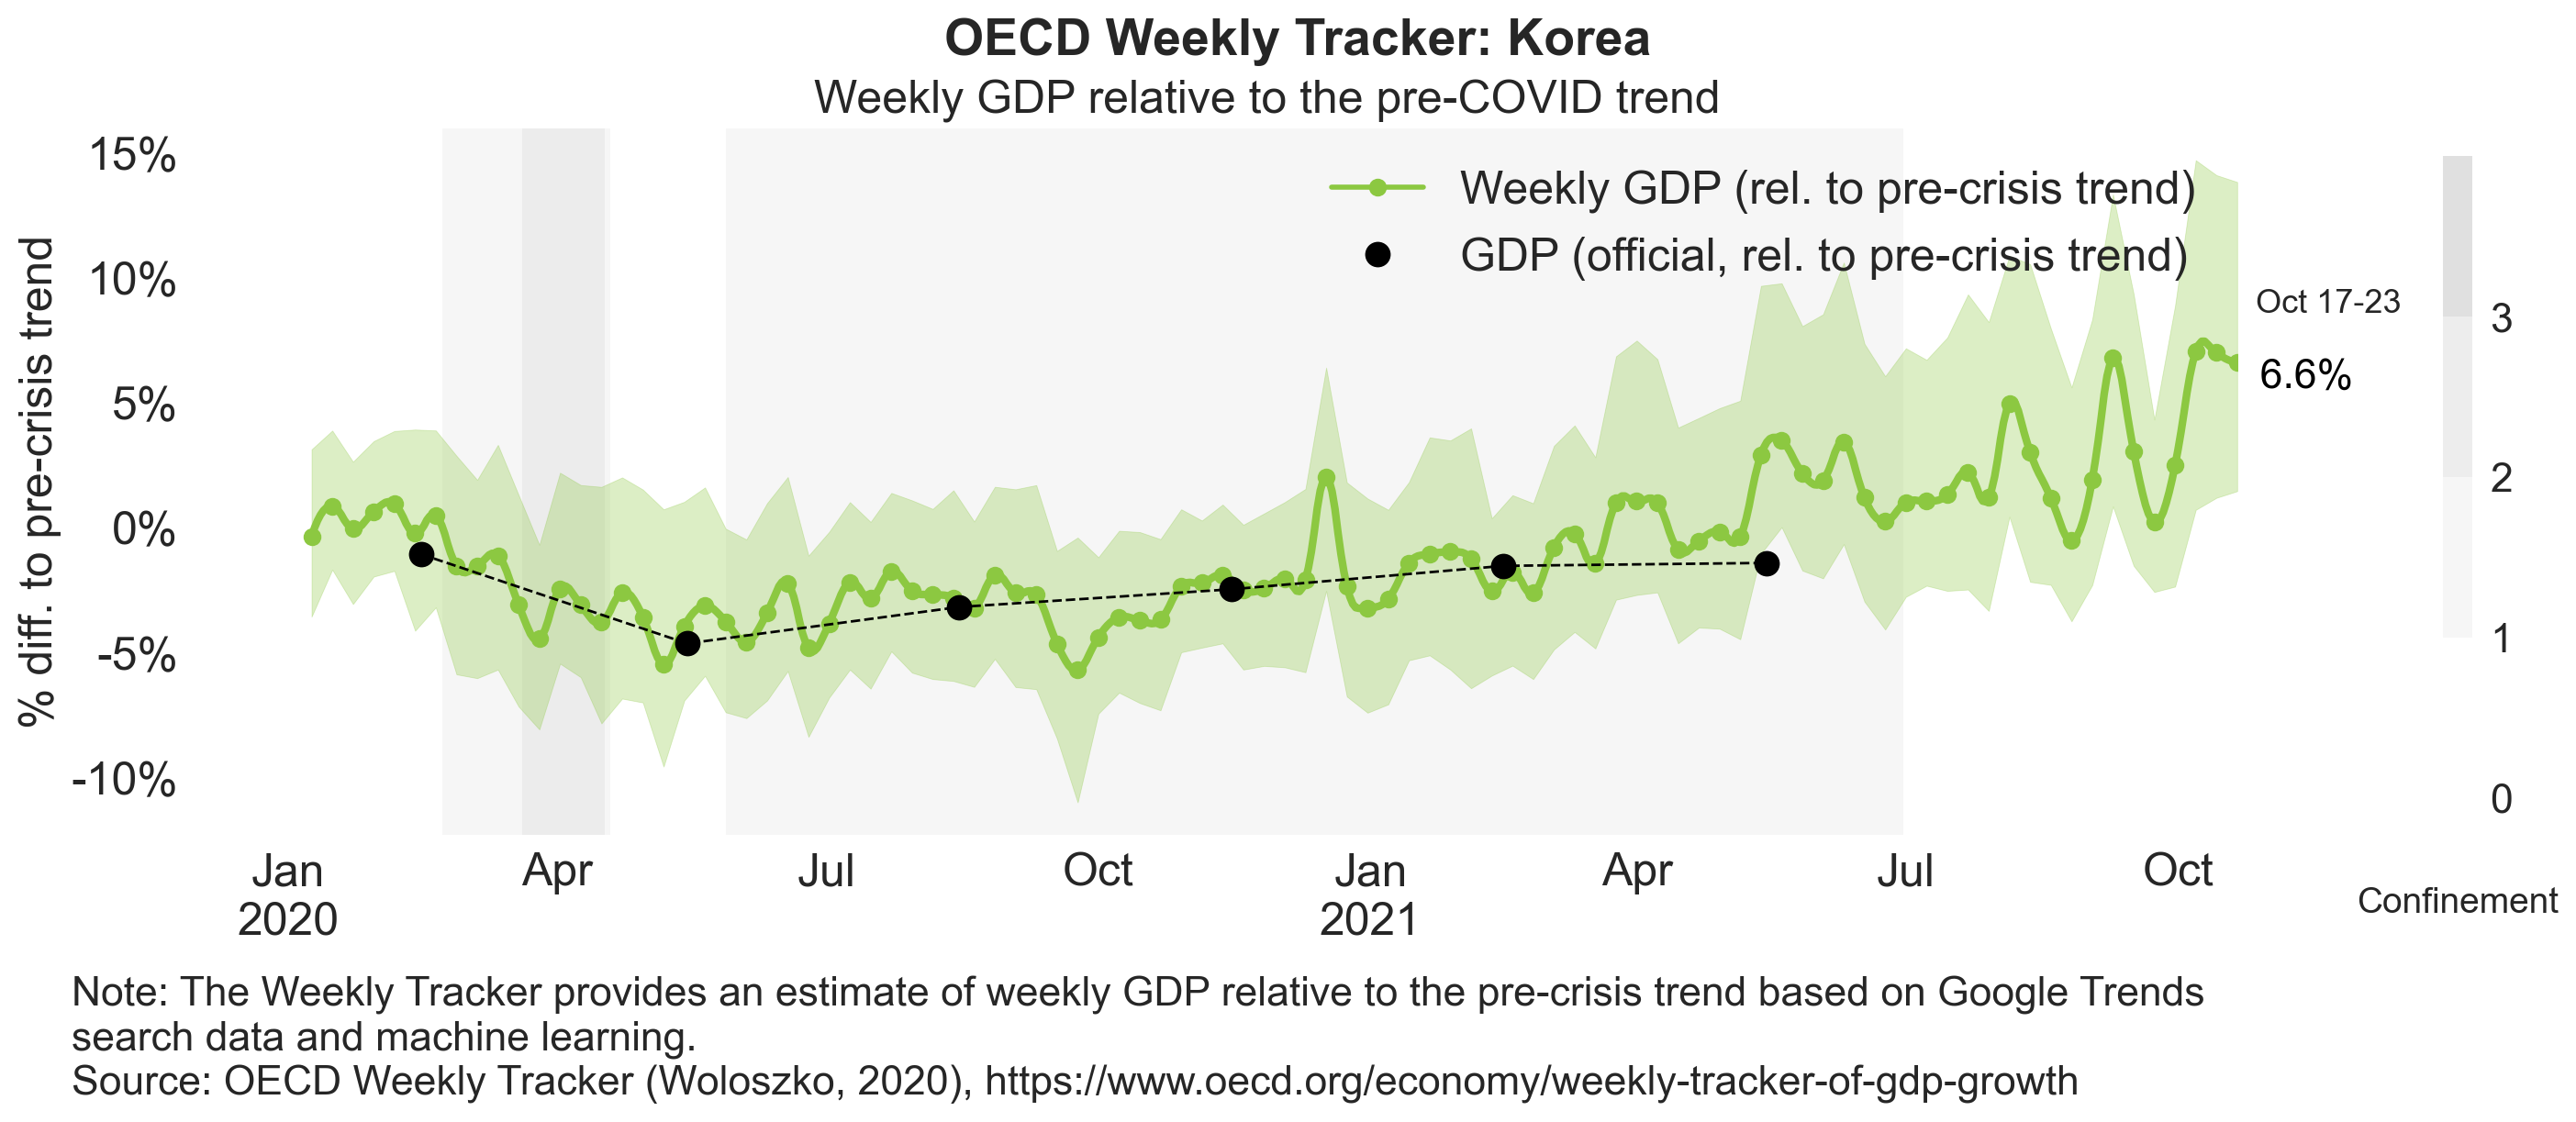 OECD Weekly Tracker: Korea
Weekly GDP relative to the pre-COVID trend
% diff. to pre-crisis trend
15%
10%
5%
0%
-5%
-10%
Weekly GDP (rel. to pre-crisis trend)
GDP (official, rel. to pre-crisis trend)
Oct 17-23
6.6%
3
2
1
0
Confinement
Jan Apr Jul Oct Jan Apr Jul Oct
2020 2021
Note: The Weekly Tracker provides an estimate of weekly GDP relative to the pre-crisis trend based on Google Trends
search data and machine learning.
Source: OECD Weekly Tracker (Woloszko, 2020), https://www.oecd.org/economy/weekly-tracker-of-gdp-growth